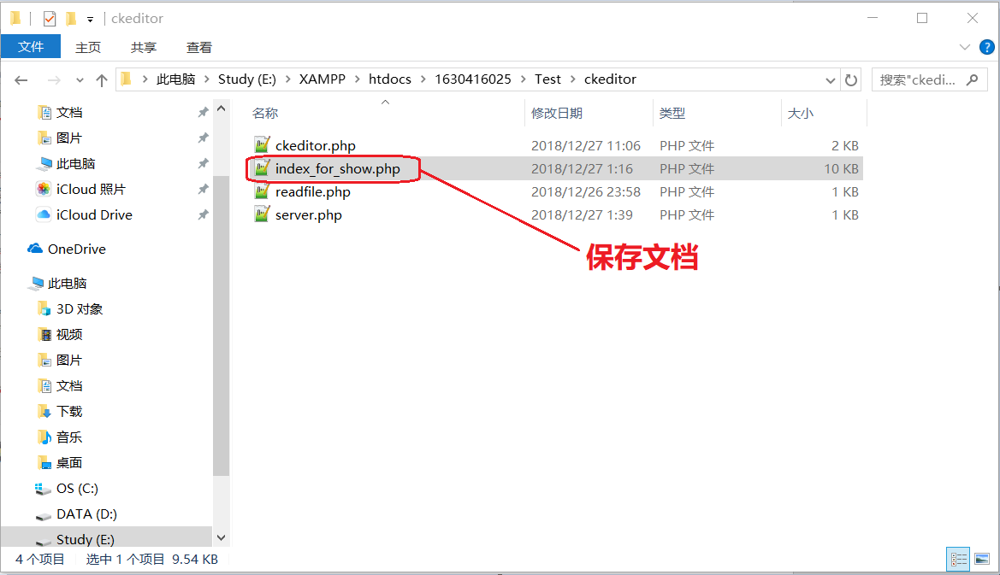 ckeditor
文件 主页 共享 查看
此电脑 Study (E:) XAMPP htdocs 1630416025 Test ckeditor 搜索"ckedi...
文档
图片
此电脑
iCloud 照片
iCloud Drive
OneDrive
此电脑
3D 对象
视频
图片
文档
下载
音乐
桌面
OS (C:)
DATA (D:)
Study (E:)
名称 修改日期 类型 大小
ckeditor.php 2018/12/27 11:06 PHP 文件 2 KB
index_for_show.php 2018/12/27 1:16 PHP 文件 10 KB
readfile.php 2018/12/26 23:58 PHP 文件 1 KB
server.php 2018/12/27 1:39 PHP 文件 1 KB
保存文档
4 个项目 选中 1 个项目 9.54 KB